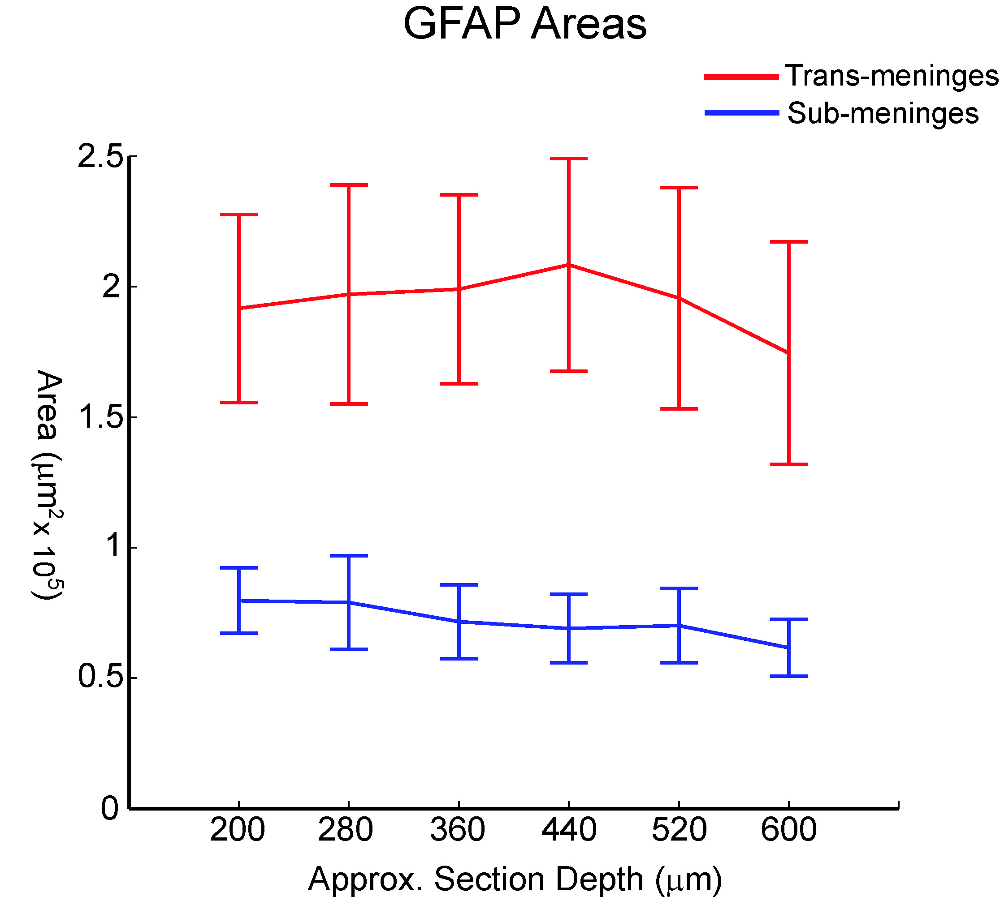 GFAP Areas
Trans-meninges
Sub-meninges
2.5
2
1.5
1
0.5
0
Area (μm² x 10⁵)
200 280 360 440 520 600
Approx. Section Depth (μm)